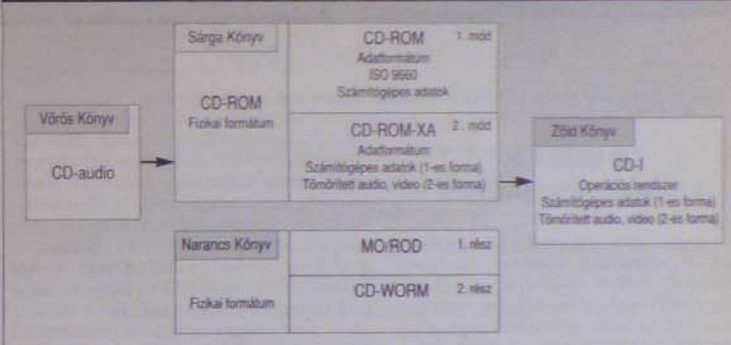 Vörös Könyv
CD-audio
Sárga Könyv
CD-ROM
Fizikai formátum
CD-ROM 1. mód
Adatformátum
ISO 9660
Számítógépes adatok
CD-ROM-XA 2. mód
Adatformátum
Számítógépes adatok (1-es forma)
Tömörített audio, video (2-es forma)
Zöld Könyv
CD-I
Operációs rendszer
Számítógépes adatok (1-es forma)
Tömörített audio, video (2-es forma)
Narancs Könyv
Fizikai formátum
MO/ROD 1. rész
CD-WORM 2. rész